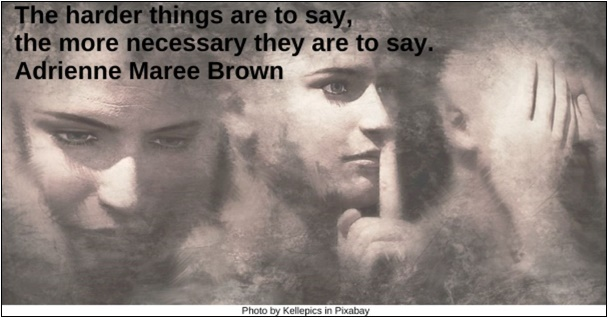 The harder things are to say,
the more necessary they are to say.
Adrienne Maree Brown
Photo by Kellepics in Pixabay